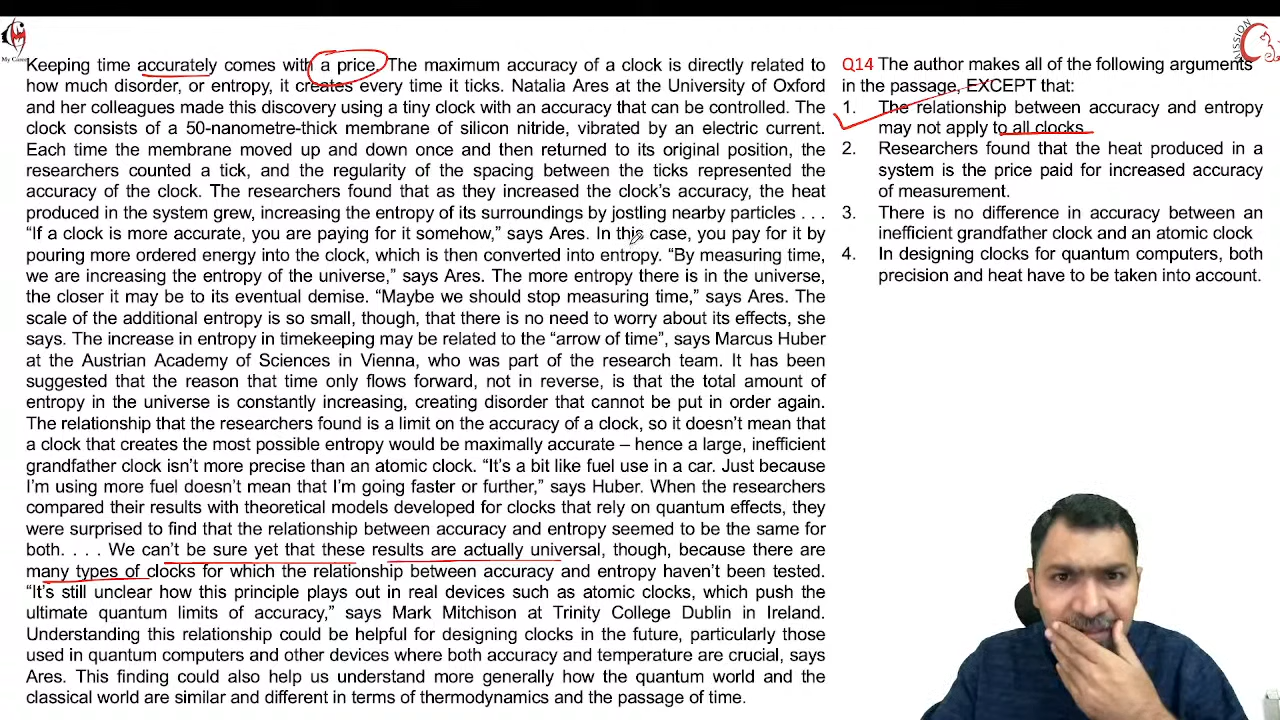 My Career
MISSION
Keeping time accurately comes with a price. The maximum accuracy of a clock is directly related to
how much disorder, or entropy, it creates every time it ticks. Natalia Ares at the University of Oxford
and her colleagues made this discovery using a tiny clock with an accuracy that can be controlled. The
clock consists of a 50-nanometre-thick membrane of silicon nitride, vibrated by an electric current.
Each time the membrane moved up and down once and then returned to its original position, the
researchers counted a tick, and the regularity of the spacing between the ticks represented the
accuracy of the clock. The researchers found that as they increased the clock's accuracy, the heat
produced in the system grew, increasing the entropy of its surroundings by jostling nearby particles . . .
“If a clock is more accurate, you are paying for it somehow,” says Ares. In this case, you pay for it by
pouring more ordered energy into the clock, which is then converted into entropy. “By measuring time,
we are increasing the entropy of the universe,” says Ares. The more entropy there is in the universe,
the closer it may be to its eventual demise. “Maybe we should stop measuring time,” says Ares. The
scale of the additional entropy is so small, though, that there is no need to worry about its effects, she
says. The increase in entropy in timekeeping may be related to the “arrow of time”, says Marcus Huber
at the Austrian Academy of Sciences in Vienna, who was part of the research team. It has been
suggested that the reason that time only flows forward, not in reverse, is that the total amount of
entropy in the universe is constantly increasing, creating disorder that cannot be put in order again.
The relationship that the researchers found is a limit on the accuracy of a clock, so it doesn't mean that
a clock that creates the most possible entropy would be maximally accurate – hence a large, inefficient
grandfather clock isn't more precise than an atomic clock. “It's a bit like fuel use in a car. Just because
I'm using more fuel doesn't mean that I'm going faster or further,” says Huber. When the researchers
compared their results with theoretical models developed for clocks that rely on quantum effects, they
were surprised to find that the relationship between accuracy and entropy seemed to be the same for
both. . . . We can't be sure yet that these results are actually universal, though, because there are
many types of clocks for which the relationship between accuracy and entropy haven't been tested.
“It's still unclear how this principle plays out in real devices such as atomic clocks, which push the
ultimate quantum limits of accuracy,” says Mark Mitchison at Trinity College Dublin in Ireland.
Understanding this relationship could be helpful for designing clocks in the future, particularly those
used in quantum computers and other devices where both accuracy and temperature are crucial, says
Ares. This finding could also help us understand more generally how the quantum world and the
classical world are similar and different in terms of thermodynamics and the passage of time.
Q14 The author makes all of the following arguments
in the passage, EXCEPT that:
1. The relationship between accuracy and entropy
may not apply to all clocks.
2. Researchers found that the heat produced in a
system is the price paid for increased accuracy
of measurement.
3. There is no difference in accuracy between an
inefficient grandfather clock and an atomic clock
4. In designing clocks for quantum computers, both
precision and heat have to be taken into account.